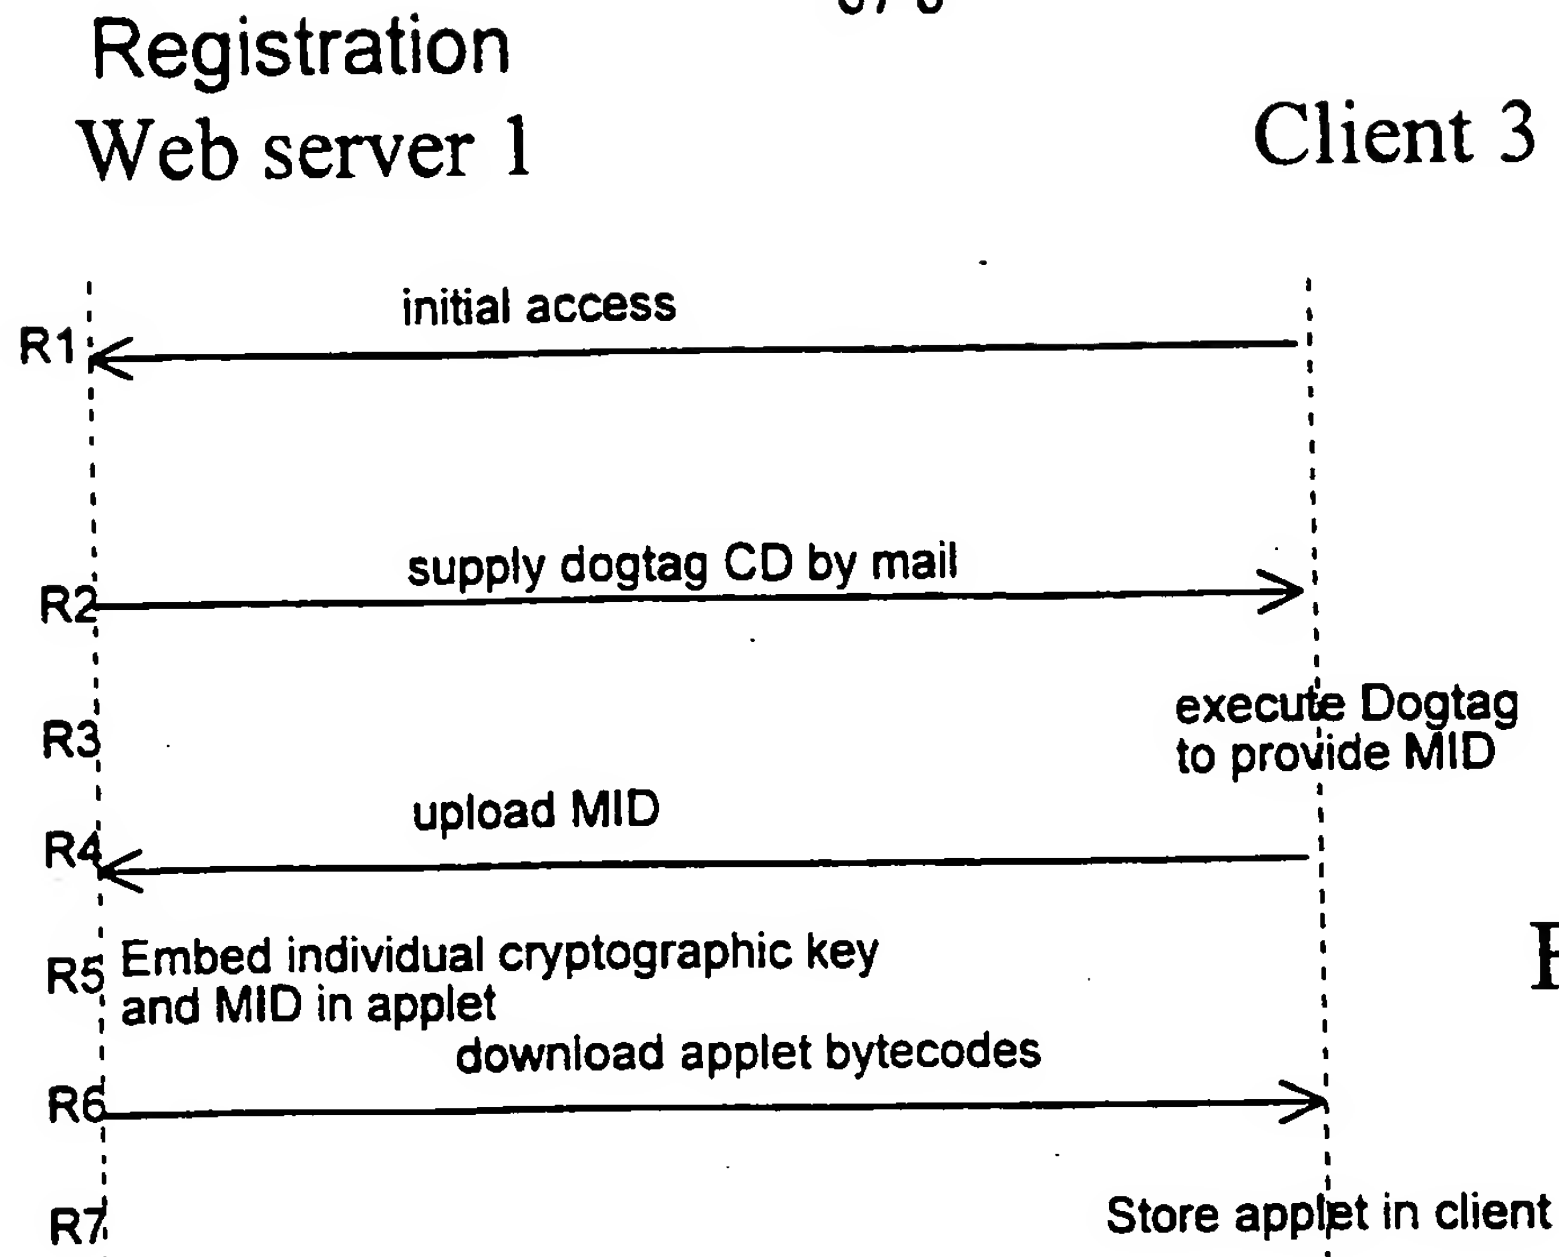 Registration
Web server 1
Client 3
initial access
R1
supply dogtag CD by mail
R2
execute Dogtag
to provide MID
R3
upload MID
R4
R5 Embed individual cryptographic key
and MID in applet
download applet bytecodes
R6
R7
Store applet in client